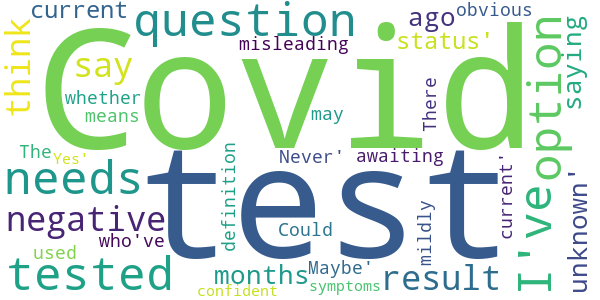 current
question
ago
obvious
think
Covid
misleading
status'
say
option
saying
whether
means
may
There
I've
The
Yes'
needs
test
definition
Never'
awaiting
current'
unknown'
negative
who've
Could
mildly
used
tested
months
Maybe'
result
confident
symptoms